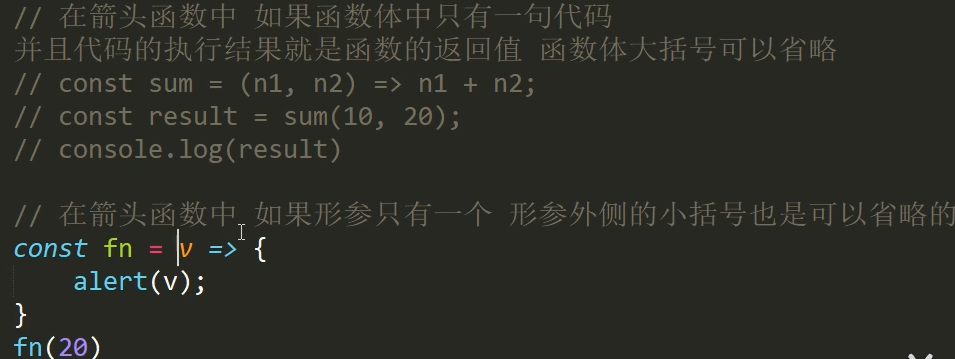 // 在箭头函数中 如果函数体中只有一句代码
并且代码的执行结果就是函数的返回值 函数体大括号可以省略
// const sum = (n1, n2) => n1 + n2;
// const result = sum(10, 20);
// console.log(result)
// 在箭头函数中 如果形参只有一个 形参外侧的小括号也是可以省略的
const fn = v => {
    alert(v);
}
fn(20)